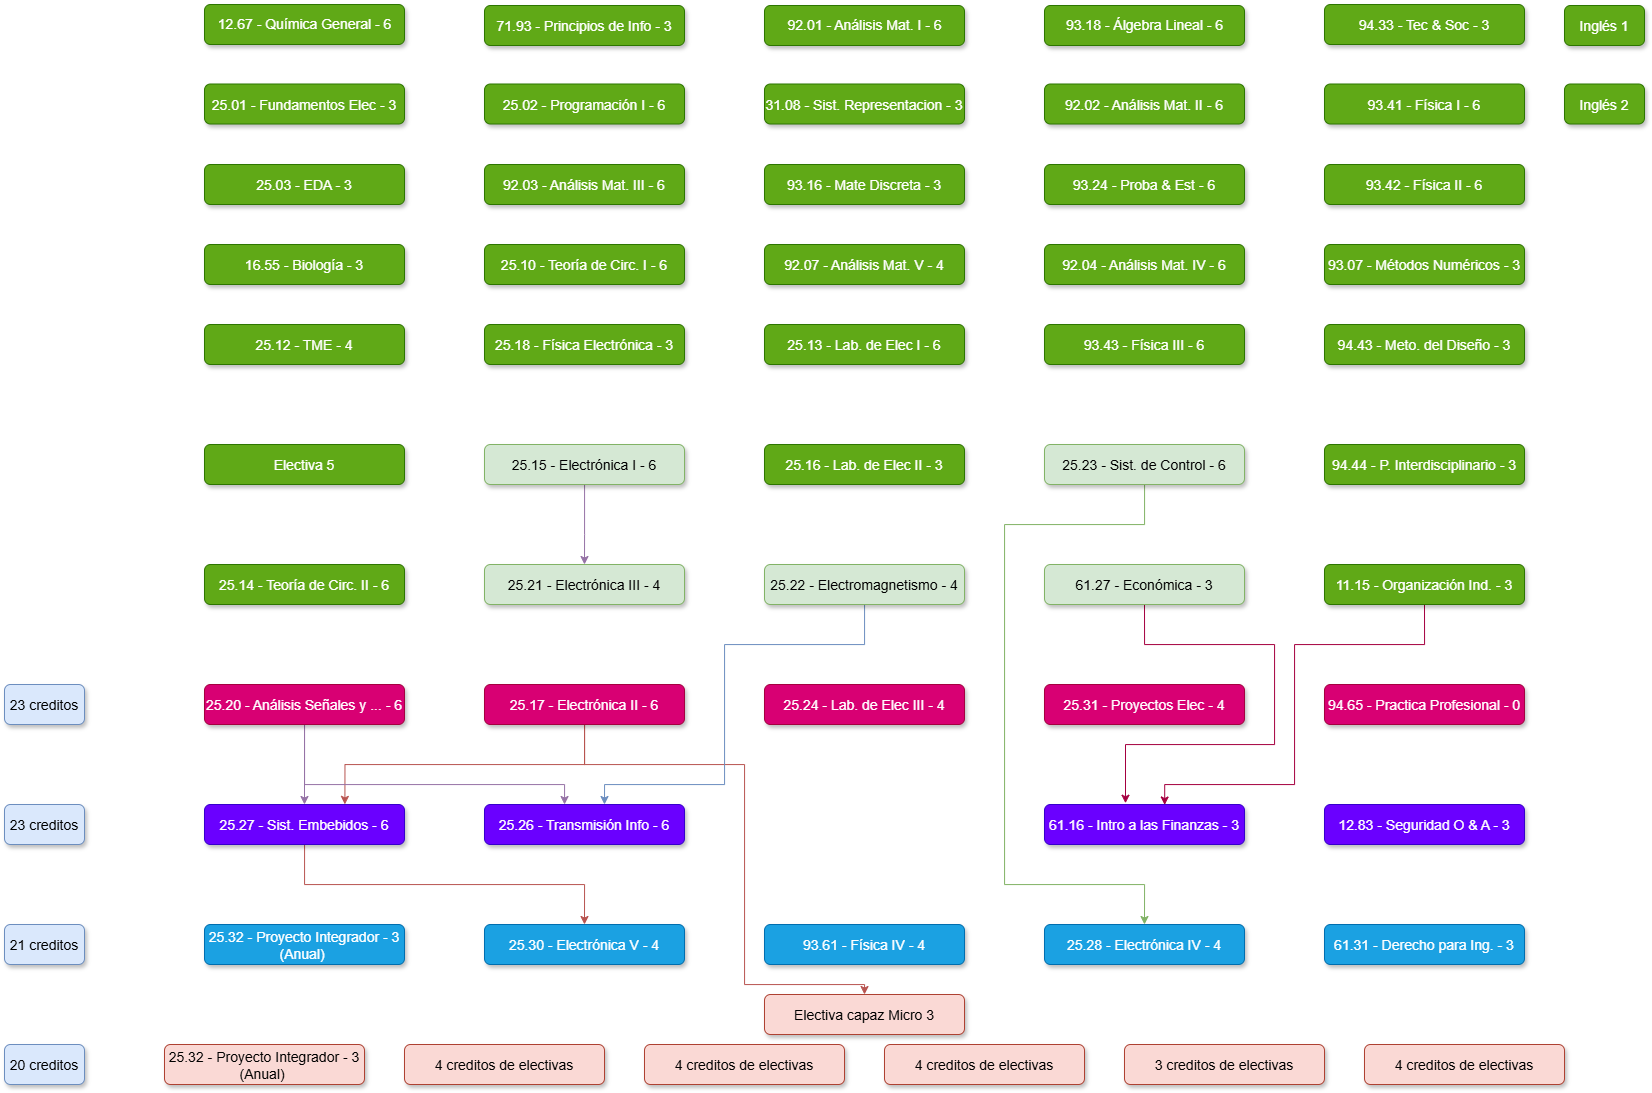 12.67 - Química General - 6
71.93 - Principios de Info - 3
92.01 - Análisis Mat. I - 6
93.18 - Álgebra Lineal - 6
94.33 - Tec & Soc - 3
Inglés 1
25.01 - Fundamentos Elec - 3
25.02 - Programación I - 6
31.08 - Sist. Representacion - 3
92.02 - Análisis Mat. II - 6
93.41 - Física I - 6
Inglés 2
25.03 - EDA - 3
92.03 - Análisis Mat. III - 6
93.16 - Mate Discreta - 3
93.24 - Proba & Est - 6
93.42 - Física II - 6
16.55 - Biología - 3
25.10 - Teoría de Circ. I - 6
92.07 - Análisis Mat. V - 4
92.04 - Análisis Mat. IV - 6
93.07 - Métodos Numéricos - 3
25.12 - TME - 4
25.18 - Física Electrónica - 3
25.13 - Lab. de Elec I - 6
93.43 - Física III - 6
94.43 - Meto. del Diseño - 3
Electiva 5
25.15 - Electrónica I - 6
25.16 - Lab. de Elec II - 3
25.23 - Sist. de Control - 6
94.44 - P. Interdisciplinario - 3
25.14 - Teoría de Circ. II - 6
25.21 - Electrónica III - 4
25.22 - Electromagnetismo - 4
61.27 - Económica - 3
11.15 - Organización Ind. - 3
23 creditos
25.20 - Análisis Señales y ... - 6
25.17 - Electrónica II - 6
25.24 - Lab. de Elec III - 4
25.31 - Proyectos Elec - 4
94.65 - Practica Profesional - 0
23 creditos
25.27 - Sist. Embebidos - 6
25.26 - Transmisión Info - 6
61.16 - Intro a las Finanzas - 3
12.83 - Seguridad O & A - 3
21 creditos
25.32 - Proyecto Integrador - 3
(Anual)
25.30 - Electrónica V - 4
93.61 - Física IV - 4
25.28 - Electrónica IV - 4
61.31 - Derecho para Ing. - 3
Electiva capaz Micro 3
20 creditos
25.32 - Proyecto Integrador - 3
(Anual)
4 creditos de electivas
4 creditos de electivas
4 creditos de electivas
3 creditos de electivas
4 creditos de electivas